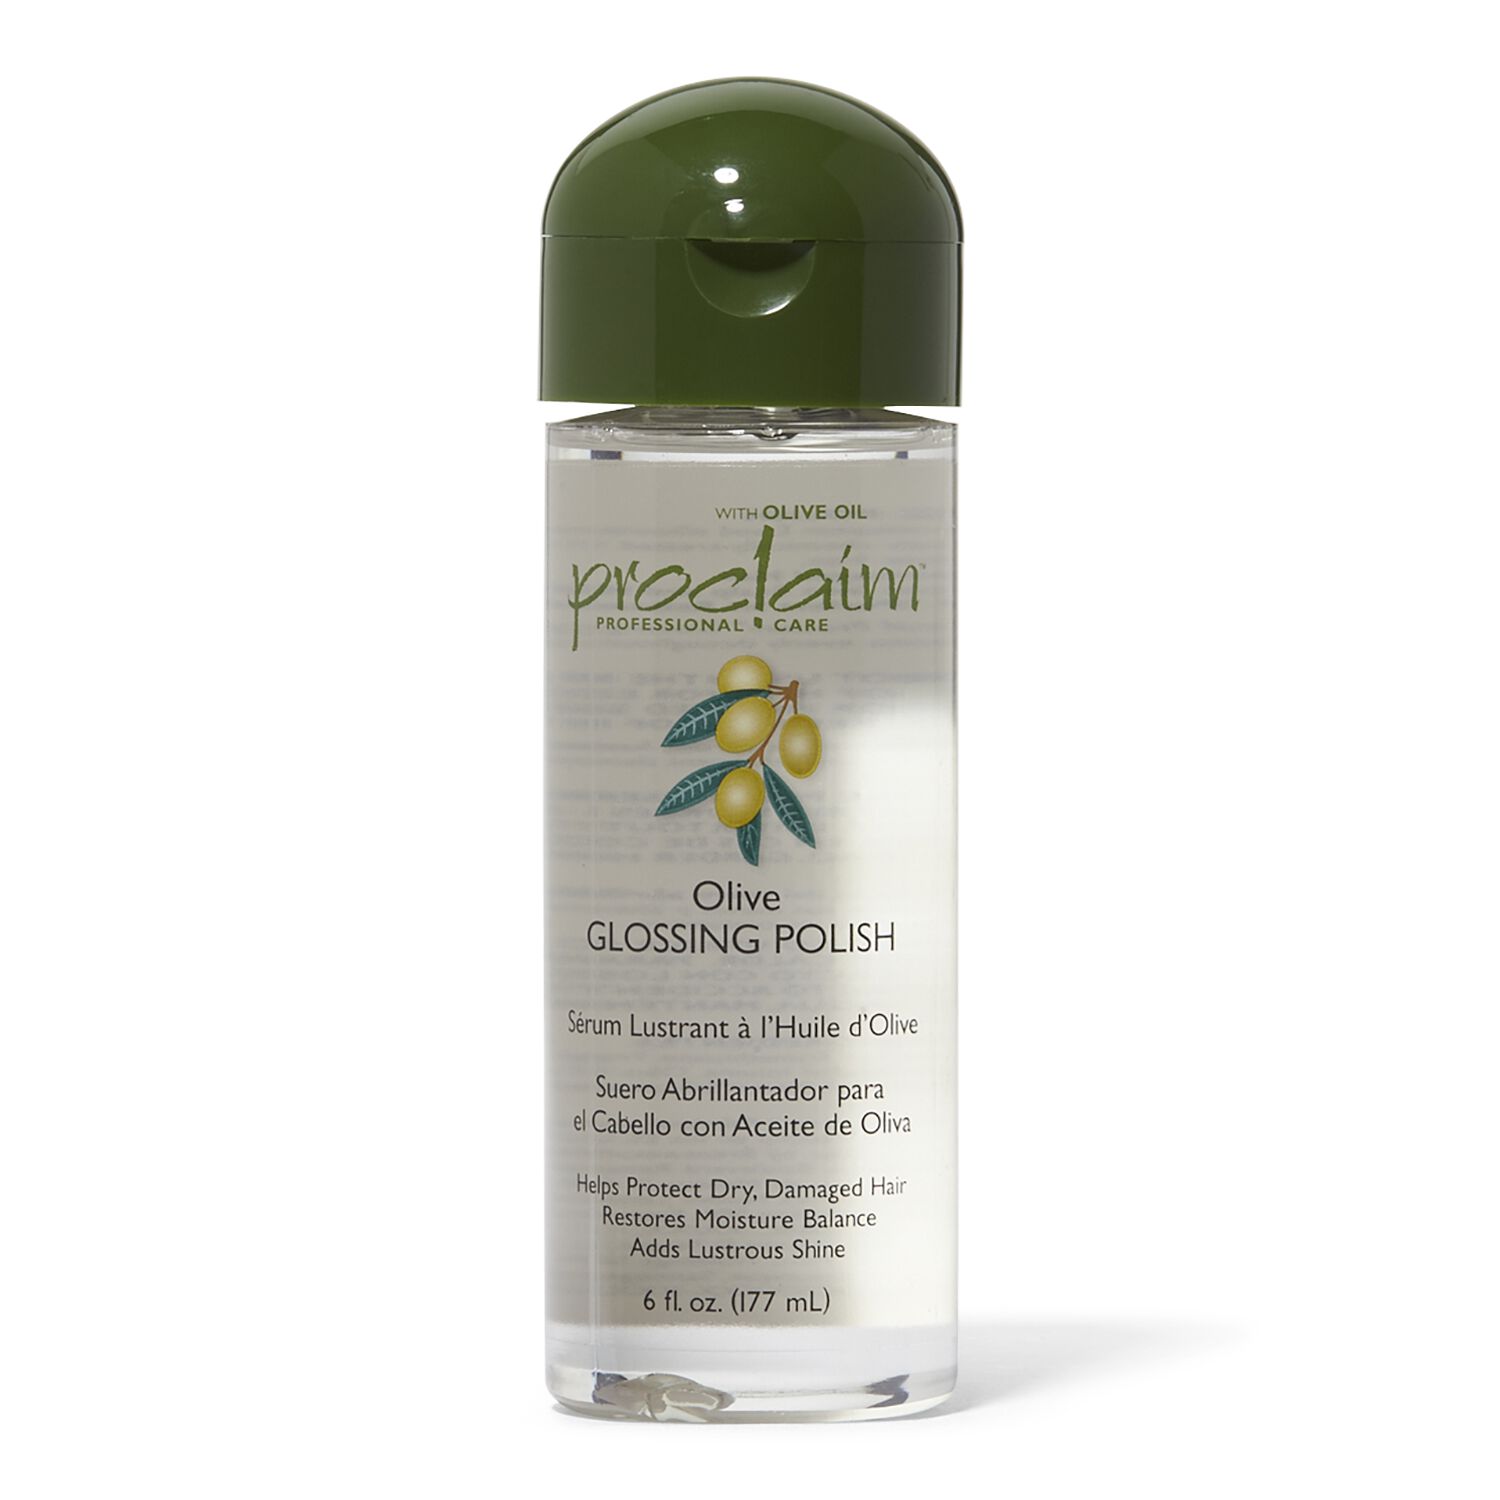 WITH OLIVE OIL
proclaim™
PROFESSIONAL CARE
Olive
GLOSSING POLISH
Sérum Lustrant à l'Huile d'Olive
Suero Abrillantador para
el Cabello con Aceite de Oliva
Helps Protect Dry, Damaged Hair
Restores Moisture Balance
Adds Lustrous Shine
6 fl. oz. (177 mL)